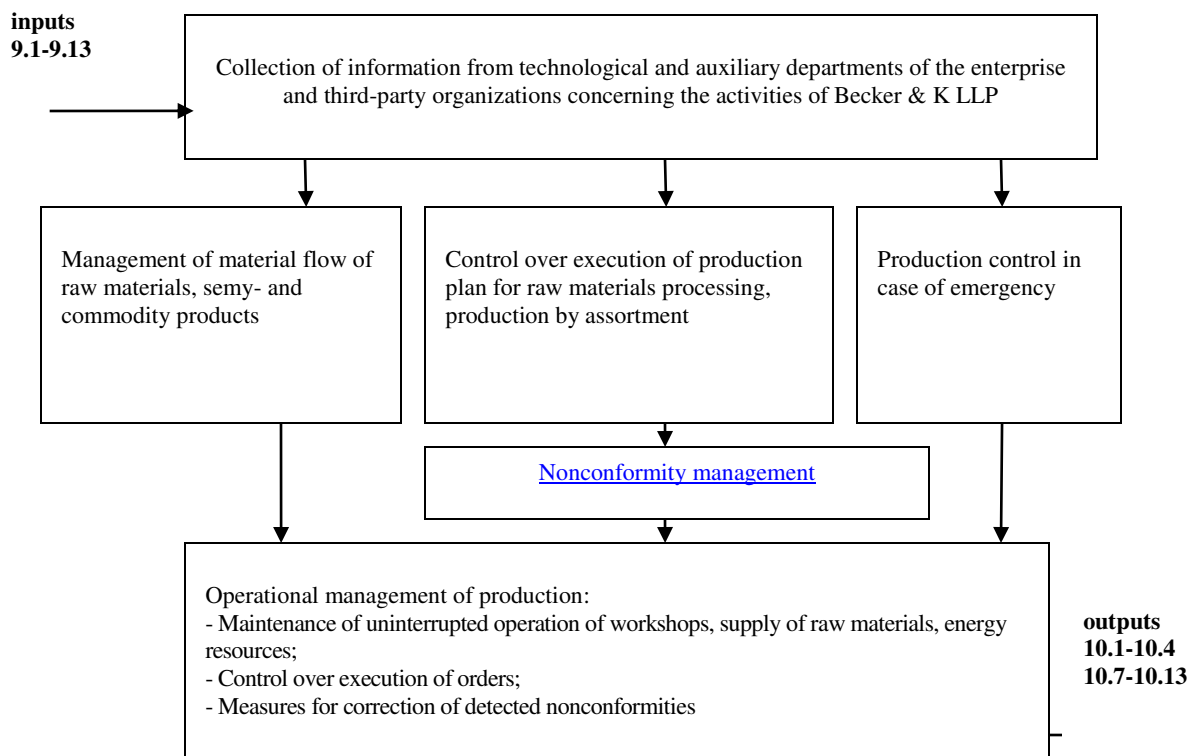 inputs
9.1-9.13
Collection of information from technological and auxiliary departments of the enterprise
and third-party organizations concerning the activities of Becker & K LLP
Management of material flow of
raw materials, semy- and
commodity products
Control over execution of production
plan for raw materials processing,
production by assortment
Production control in
case of emergency
Nonconformity management
Operational management of production:
- Maintenance of uninterrupted operation of workshops, supply of raw materials, energy
resources;
- Control over execution of orders;
- Measures for correction of detected nonconformities
outputs
10.1-10.4
10.7-10.13